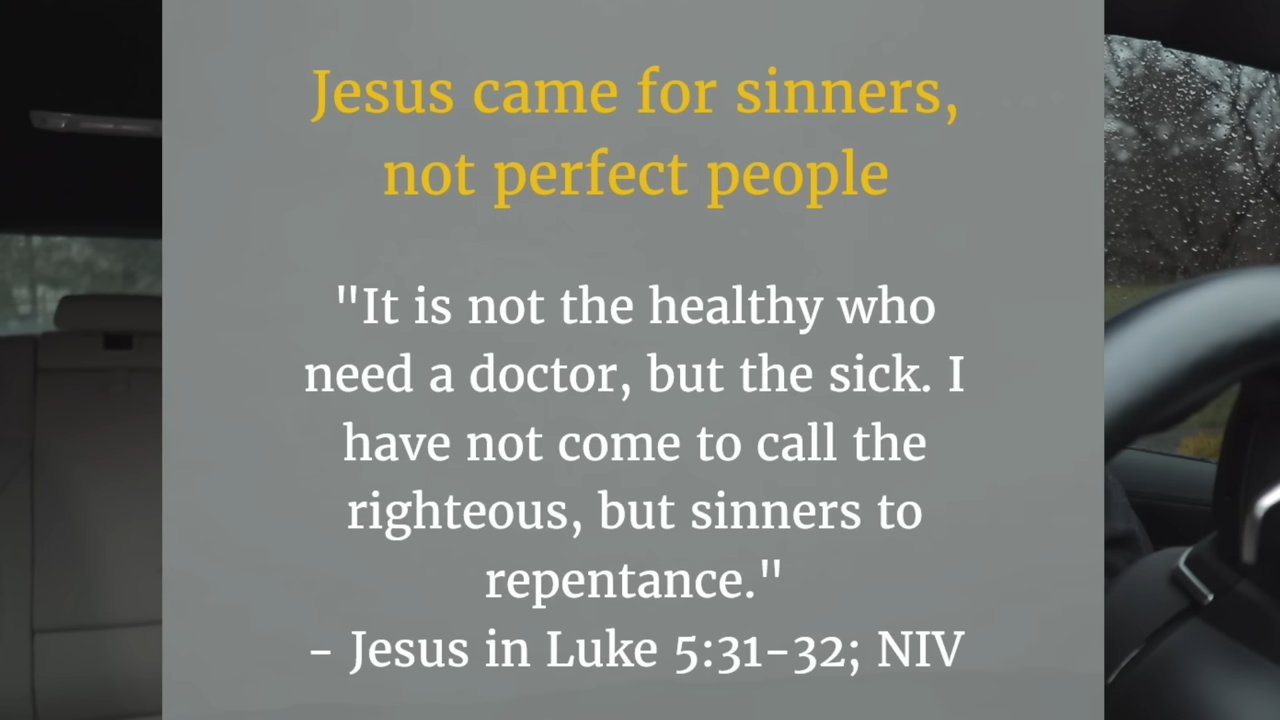 Jesus came for sinners,
not perfect people
"It is not the healthy who
need a doctor, but the sick. I
have not come to call the
righteous, but sinners to
repentance."
- Jesus in Luke 5:31-32; NIV